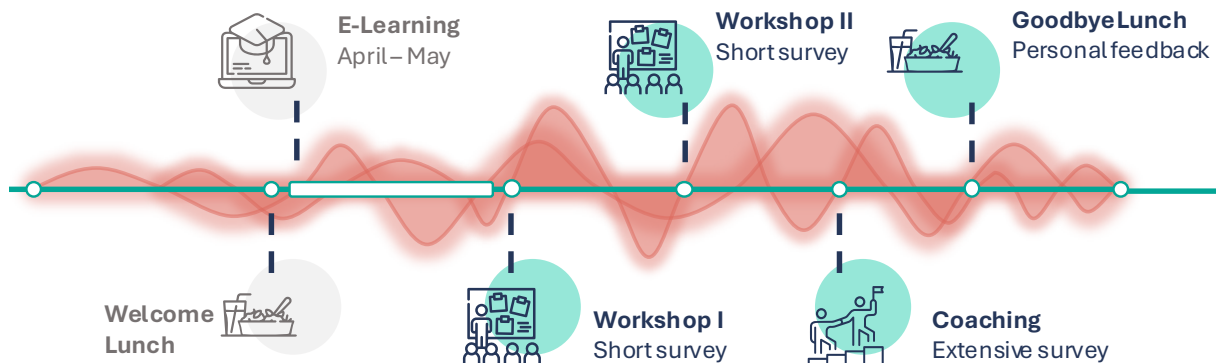 E-Learning
April – May
Workshop II
Short survey
Goodbye Lunch
Personal feedback
Welcome
Lunch
Workshop I
Short survey
Coaching
Extensive survey